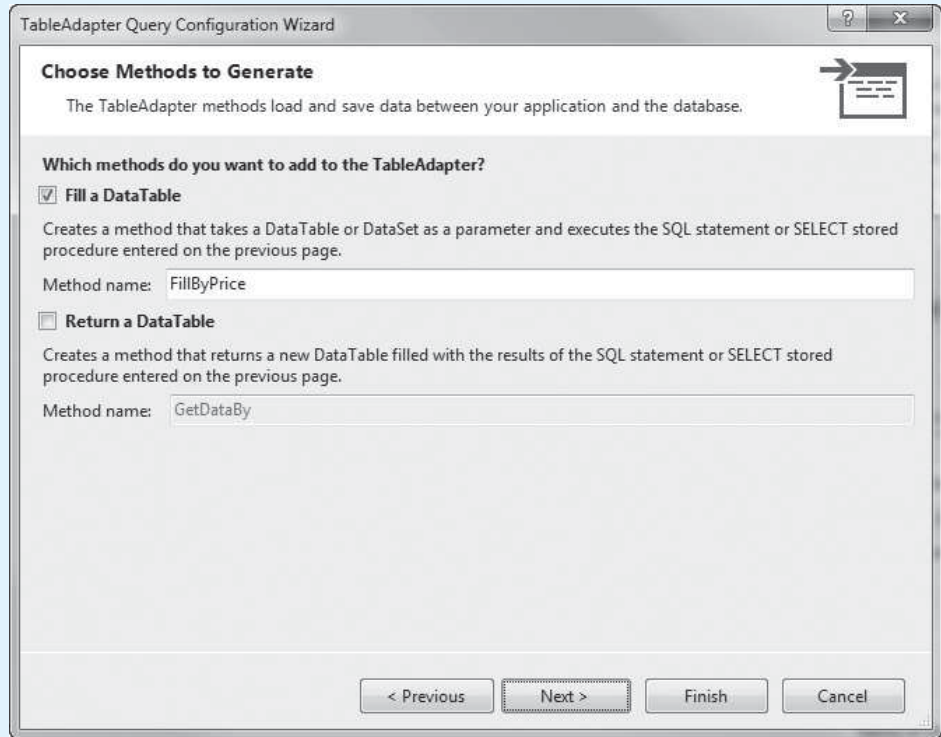 TableAdapter Query Configuration Wizard
?
X
Choose Methods to Generate
The TableAdapter methods load and save data between your application and the database.
Which methods do you want to add to the TableAdapter?
Fill a DataTable
Creates a method that takes a DataTable or DataSet as a parameter and executes the SQL statement or SELECT stored
procedure entered on the previous page.
Method name: FillByPrice
Return a DataTable
Creates a method that returns a new DataTable filled with the results of the SQL statement or SELECT stored
procedure entered on the previous page.
Method name: GetDataBy
< Previous Next > Finish Cancel